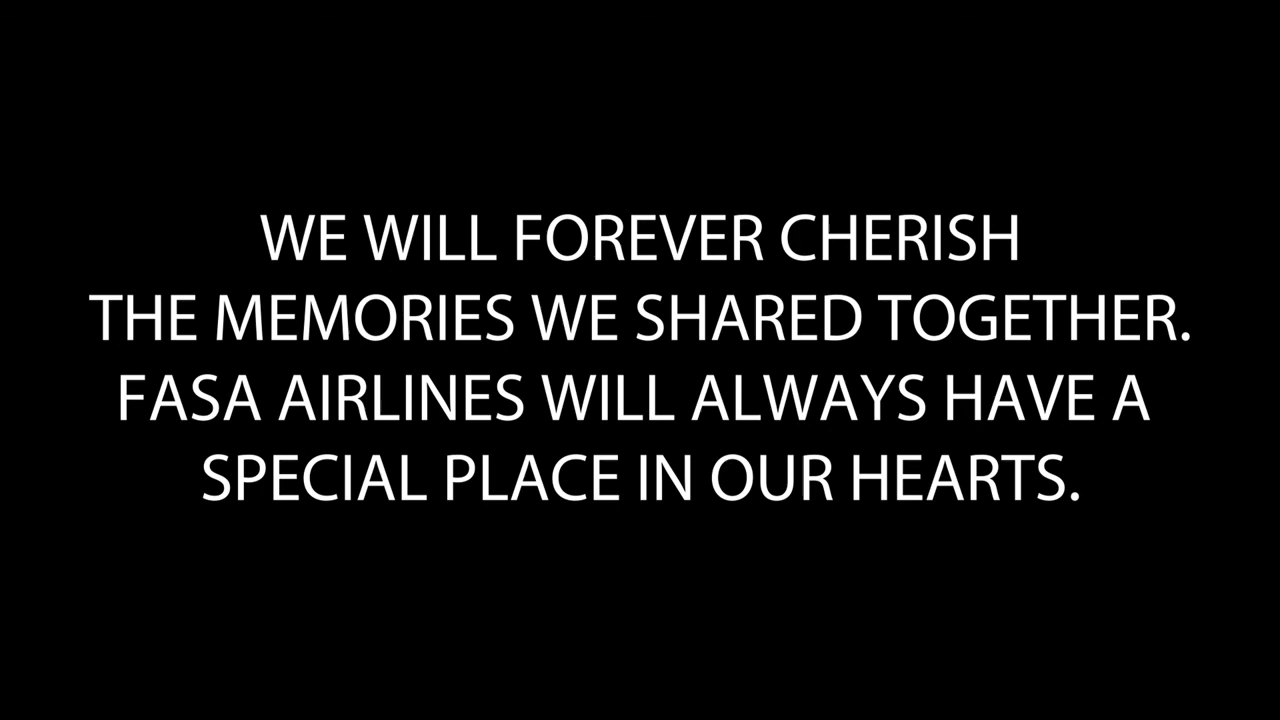 WE WILL FOREVER CHERISH
THE MEMORIES WE SHARED TOGETHER.
FASA AIRLINES WILL ALWAYS HAVE A
SPECIAL PLACE IN OUR HEARTS.